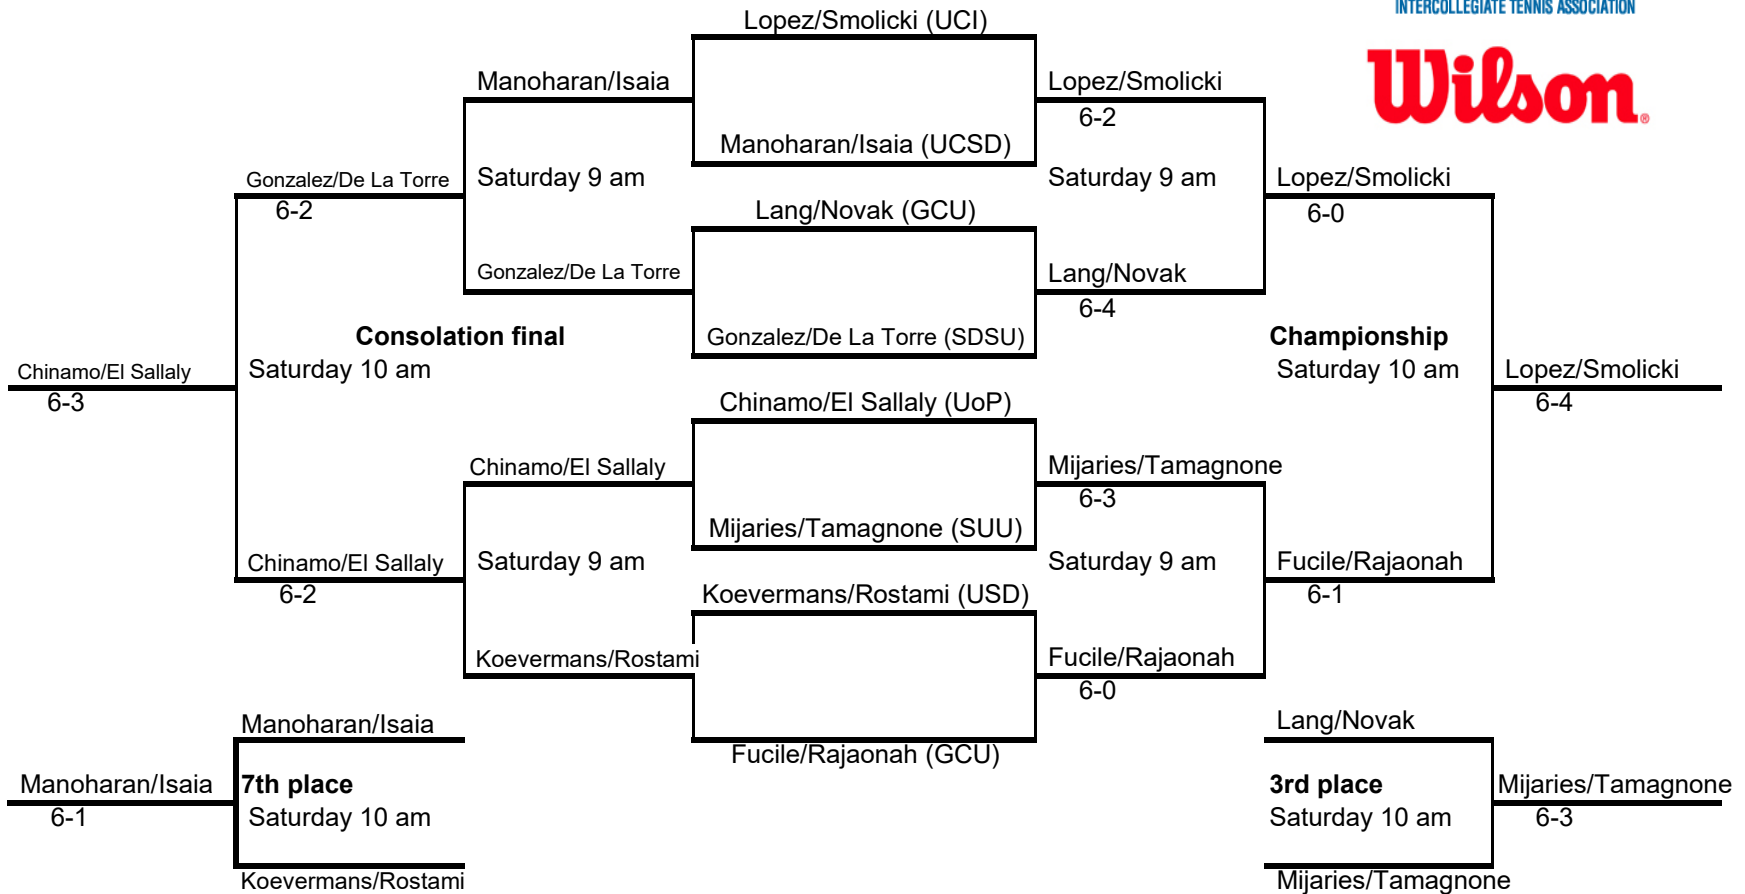 INTERCOLLEGIATE TENNIS ASSOCIATION
Wilson®
Lopez/Smolicki (UCI)
Manoharan/Isaia
Lopez/Smolicki
6-2
Manoharan/Isaia (UCSD)
Gonzalez/De La Torre
Saturday 9 am
Saturday 9 am
Lopez/Smolicki
6-2
Lang/Novak (GCU)
6-0
Gonzalez/De La Torre
Lang/Novak
6-4
Consolation final
Gonzalez/De La Torre (SDSU)
Championship
Chinamo/El Sallaly
Saturday 10 am
Saturday 10 am
Lopez/Smolicki
6-3
Chinamo/El Sallaly (UoP)
6-4
Chinamo/El Sallaly
Mijaries/Tamagnone
6-3
Mijaries/Tamagnone (SUU)
Chinamo/El Sallaly
Saturday 9 am
Saturday 9 am
Fucile/Rajaonah
6-2
Koevermans/Rostami (USD)
6-1
Koevermans/Rostami
Fucile/Rajaonah
6-0
Manoharan/Isaia
Lang/Novak
Fucile/Rajaonah (GCU)
Manoharan/Isaia
7th place
3rd place
Mijaries/Tamagnone
6-1
Saturday 10 am
Saturday 10 am
6-3
Koevermans/Rostami
Mijaries/Tamagnone